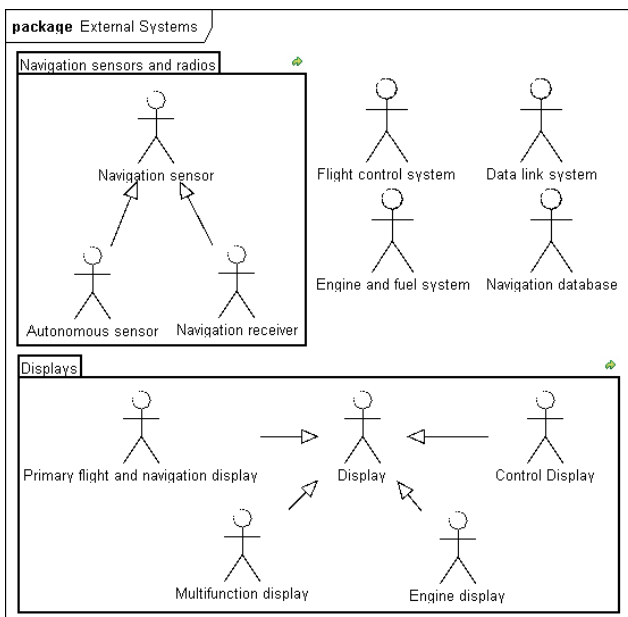 package External Systems
Navigation sensors and radios
Navigation sensor
Autonomous sensor
Navigation receiver
Flight control system
Data link system
Engine and fuel system
Navigation database
Displays
Primary flight and navigation display
Display
Control Display
Multifunction display
Engine display